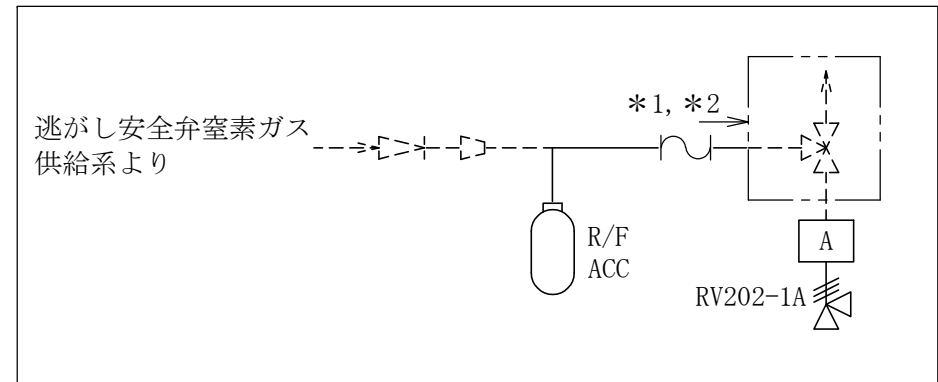 逃がし安全弁窒素ガス
供給系より
*1, *2
R/F
ACC
A
RV202-1A